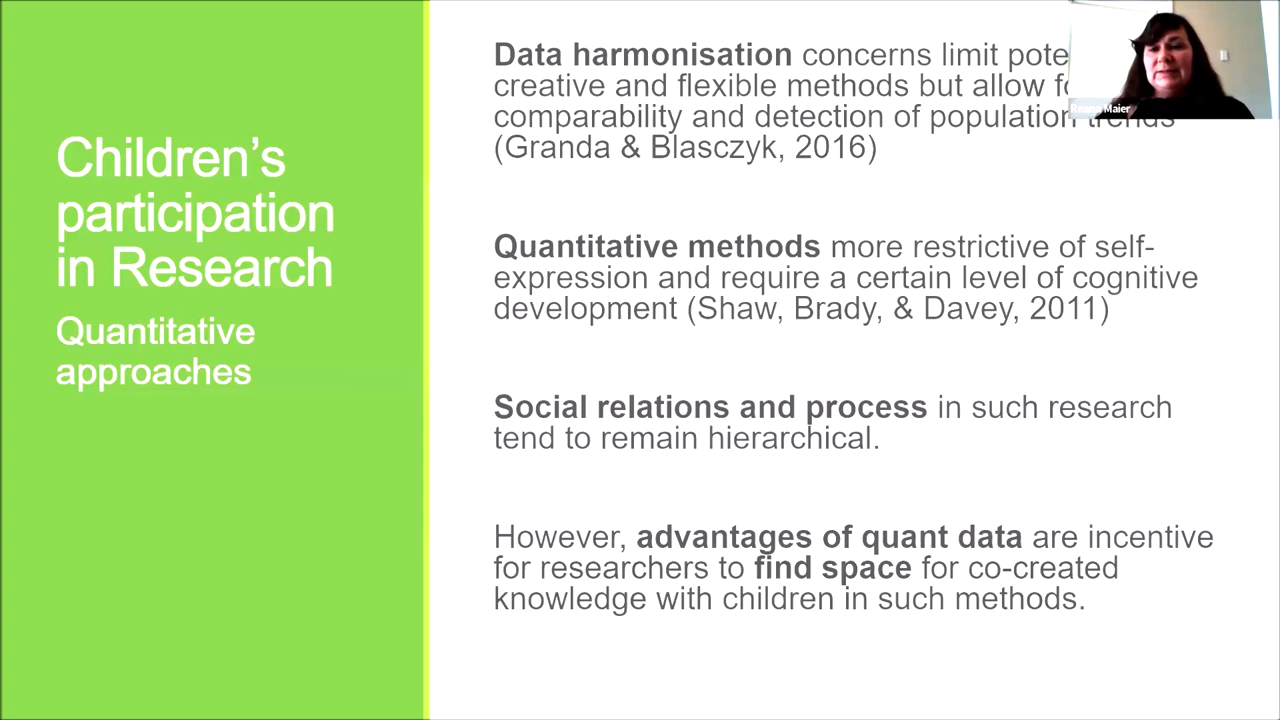 Children’s
participation
in Research
Quantitative
approaches
Data harmonisation concerns limit
creative and flexible methods but allow
comparability and detection of population trends
(Granda & Blasczyk, 2016)
Quantitative methods more restrictive of self-
expression and require a certain level of cognitive
development (Shaw, Brady, & Davey, 2011)
Social relations and process in such research
tend to remain hierarchical.
However, advantages of quant data are incentive
for researchers to find space for co-created
knowledge with children in such methods.
Maier